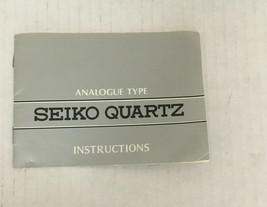 ANALOGUE TYPE
SEIKO QUARTZ
INSTRUCTIONS